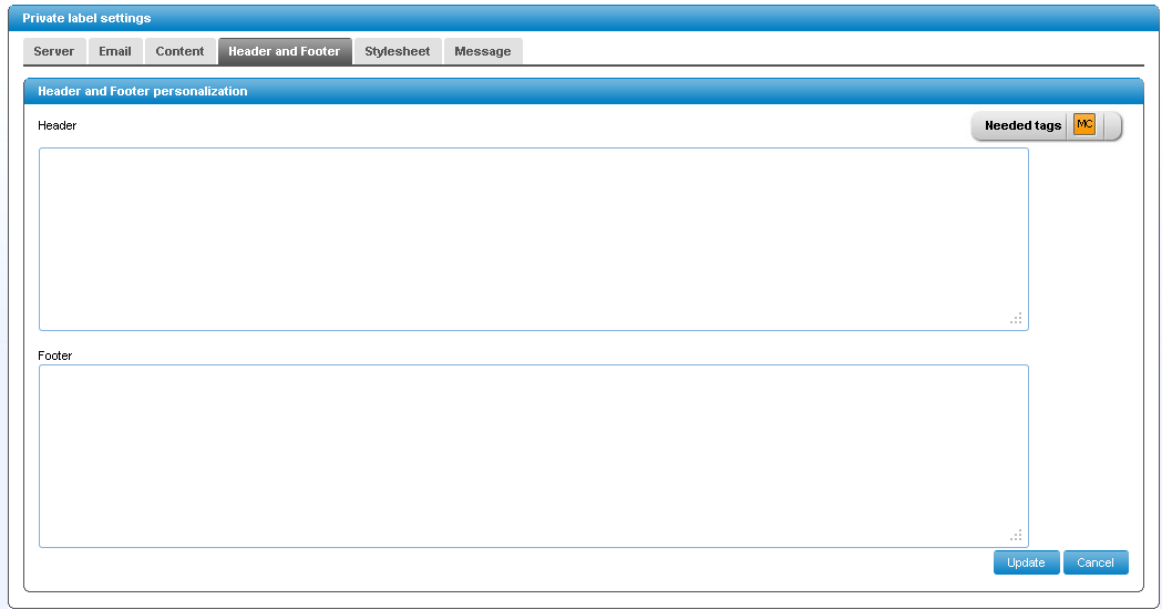 Private label settings
Server Email Content Header and Footer Stylesheet Message
Header and Footer personalization
Header Needed tags MC
Footer
Update Cancel